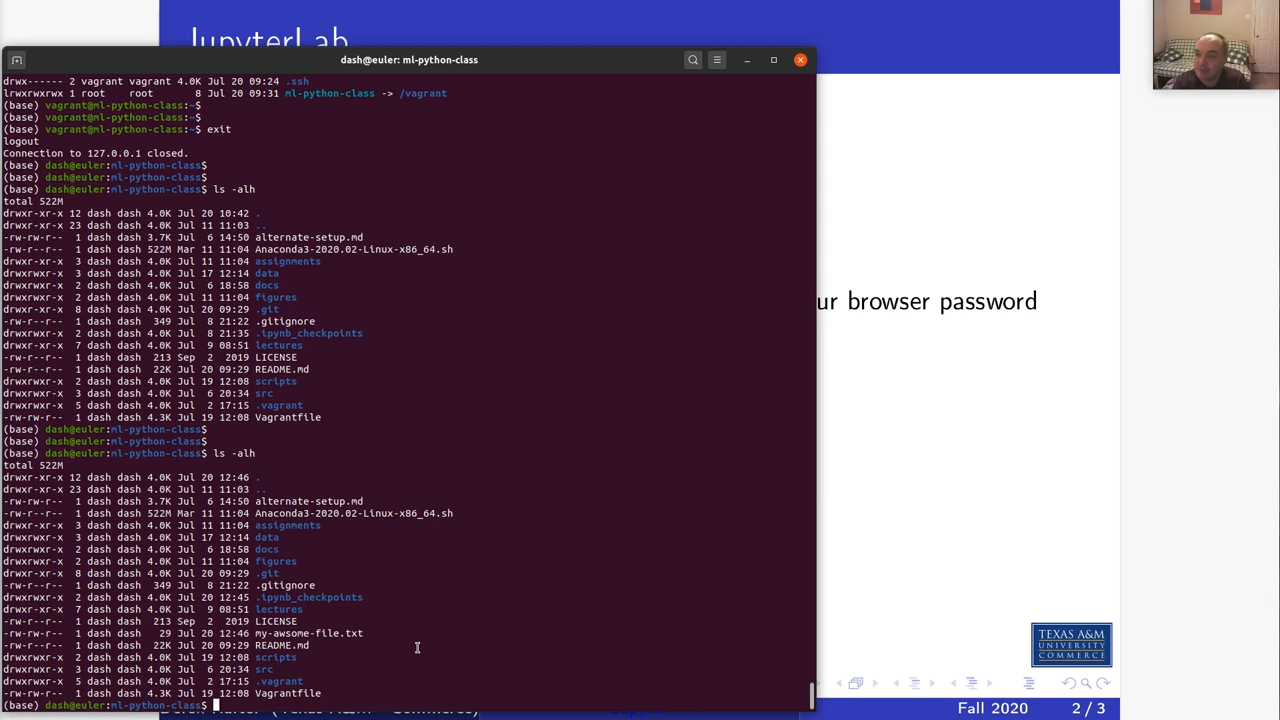 JupyterLab
dash@euler: ml-python-class
drwx------ 2 vagrant vagrant 4.0K Jul 20 09:24 .ssh
lrwxrwxrwx 1 root    root       8 Jul 20 09:31 ml-python-class -> /vagrant
(base) vagrant@ml-python-class:~$
(base) vagrant@ml-python-class:~$
(base) vagrant@ml-python-class:~$ exit
logout
Connection to 127.0.0.1 closed.
(base) dash@euler:ml-python-class$
(base) dash@euler:ml-python-class$
(base) dash@euler:ml-python-class$ ls -alh
total 522M
drwxr-xr-x 12 dash dash 4.0K Jul 20 10:42 .
drwxr-xr-x 23 dash dash 4.0K Jul 11 11:03 ..
-rw-rw-r--  1 dash dash 3.7K Jul  6 14:50 alternate-setup.md
-rw-rw-r--  1 dash dash 522M Mar 11 11:04 Anaconda3-2020.02-Linux-x86_64.sh
drwxrwxr-x  3 dash dash 4.0K Jul 11 11:04 assignments
drwxrwxr-x  3 dash dash 4.0K Jul 17 12:14 data
drwxrwxr-x  2 dash dash 4.0K Jul  6 18:58 docs
drwxrwxr-x  2 dash dash 4.0K Jul 11 11:04 figures
drwxrwxr-x  8 dash dash 4.0K Jul 20 09:29 .git
-rw-r--r--  1 dash dash  349 Jul  8 21:22 .gitignore
drwxrwxr-x  2 dash dash 4.0K Jul  8 21:35 .ipynb_checkpoints
drwxrwxr-x  7 dash dash 4.0K Jul  9 08:51 lectures
-rw-r--r--  1 dash dash  213 Sep  2  2019 LICENSE
-rw-rw-r--  1 dash dash  22K Jul 20 09:29 README.md
drwxrwxr-x  2 dash dash 4.0K Jul 19 12:08 scripts
drwxrwxr-x  3 dash dash 4.0K Jul  6 20:34 src
drwxrwxr-x  5 dash dash 4.0K Jul  2 17:15 .vagrant
-rw-rw-r--  1 dash dash 4.3K Jul 19 12:08 Vagrantfile
(base) dash@euler:ml-python-class$
(base) dash@euler:ml-python-class$
(base) dash@euler:ml-python-class$ ls -alh
total 522M
drwxr-xr-x 12 dash dash 4.0K Jul 20 12:46 .
drwxr-xr-x 23 dash dash 4.0K Jul 11 11:03 ..
-rw-rw-r--  1 dash dash 3.7K Jul  6 14:50 alternate-setup.md
-rw-rw-r--  1 dash dash 522M Mar 11 11:04 Anaconda3-2020.02-Linux-x86_64.sh
drwxrwxr-x  3 dash dash 4.0K Jul 11 11:04 assignments
drwxrwxr-x  3 dash dash 4.0K Jul 17 12:14 data
drwxrwxr-x  2 dash dash 4.0K Jul  6 18:58 docs
drwxrwxr-x  2 dash dash 4.0K Jul 11 11:04 figures
drwxrwxr-x  8 dash dash 4.0K Jul 20 09:29 .git
-rw-r--r--  1 dash dash  349 Jul  8 21:22 .gitignore
drwxrwxr-x  2 dash dash 4.0K Jul 20 12:45 .ipynb_checkpoints
drwxrwxr-x  7 dash dash 4.0K Jul  9 08:51 lectures
-rw-r--r--  1 dash dash  213 Sep  2  2019 LICENSE
-rw-rw-r--  1 dash dash   29 Jul 20 12:46 my-awsome-file.txt
-rw-rw-r--  1 dash dash  22K Jul 20 09:29 README.md
drwxrwxr-x  2 dash dash 4.0K Jul 19 12:08 scripts
drwxrwxr-x  3 dash dash 4.0K Jul  6 20:34 src
drwxrwxr-x  5 dash dash 4.0K Jul  2 17:15 .vagrant
-rw-rw-r--  1 dash dash 4.3K Jul 19 12:08 Vagrantfile
(base) dash@euler:ml-python-class$
ur browser password
TEXAS A&M
UNIVERSITY
COMMERCE
Fall 2020 2 / 3